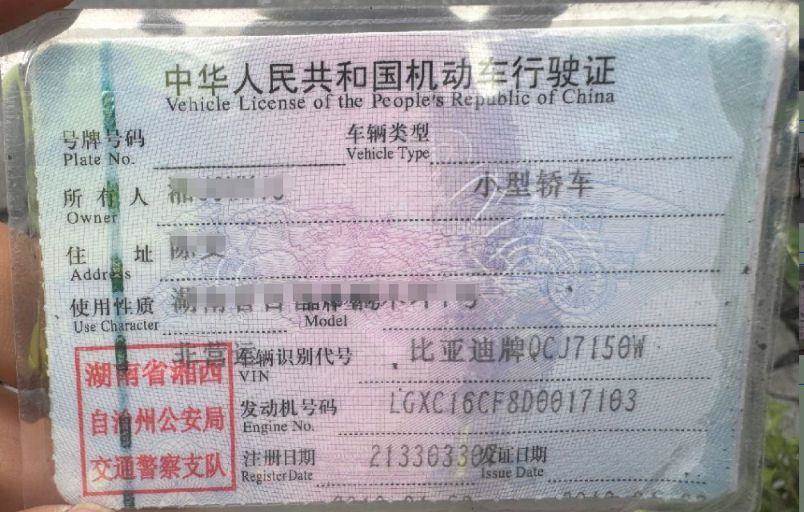 中华人民共和国机动车行驶证
Vehicle License of the People's Republic of China
号牌号码
Plate No.
车辆类型
Vehicle Type
小型轿车
所有人
Owner
住址
Address
使用性质
Use Character
Model
非营运
车辆识别代号
VIN
比亚迪牌QCJ7150W
发动机号码
Engine No.
LGXC16CF8D0017103
注册日期
Register Date
213303302
发证日期
Issue Date
湖南省湘西
自治州公安局
交通警察支队